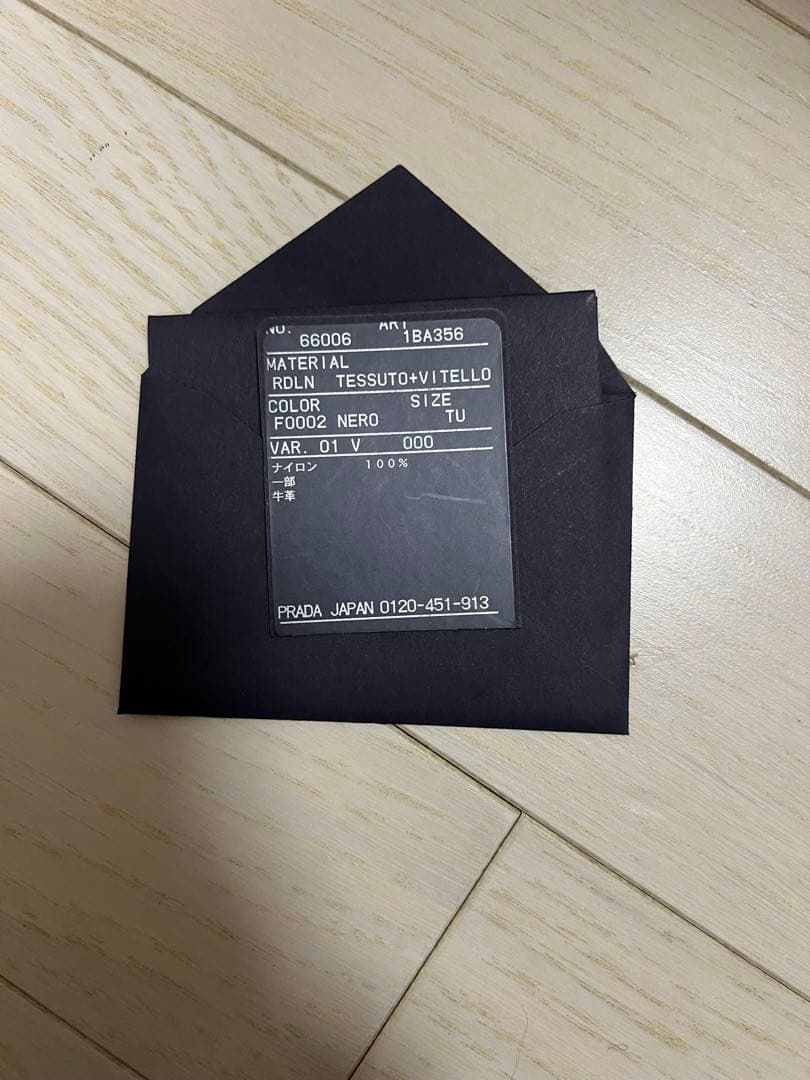 NO. ART
66006 1BA356
MATERIAL
RDLN TESSUTO+VITELLO
COLOR SIZE
F0002 NERO TU
VAR. 01 V 000
ナイロン 100%
一部
牛革
PRADA JAPAN 0120-451-913